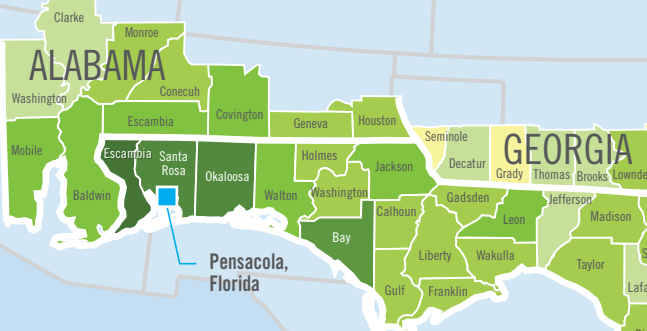 Clarke
Monroe
ALABAMA
Washington
Conecuh
Escambia
Covington
Geneva
Houston
Mobile
Baldwin
Escambia
Santa
Rosa
Okaloosa
Walton
Holmes
Washington
Jackson
Bay
Calhoun
Gulf
Liberty
Franklin
Gadsden
Leon
Wakulla
Jefferson
Madison
Taylor
Seminole
Decatur
GEORGIA
Grady
Thomas
Brooks
Lownde
Lafa
Pensacola,
Florida